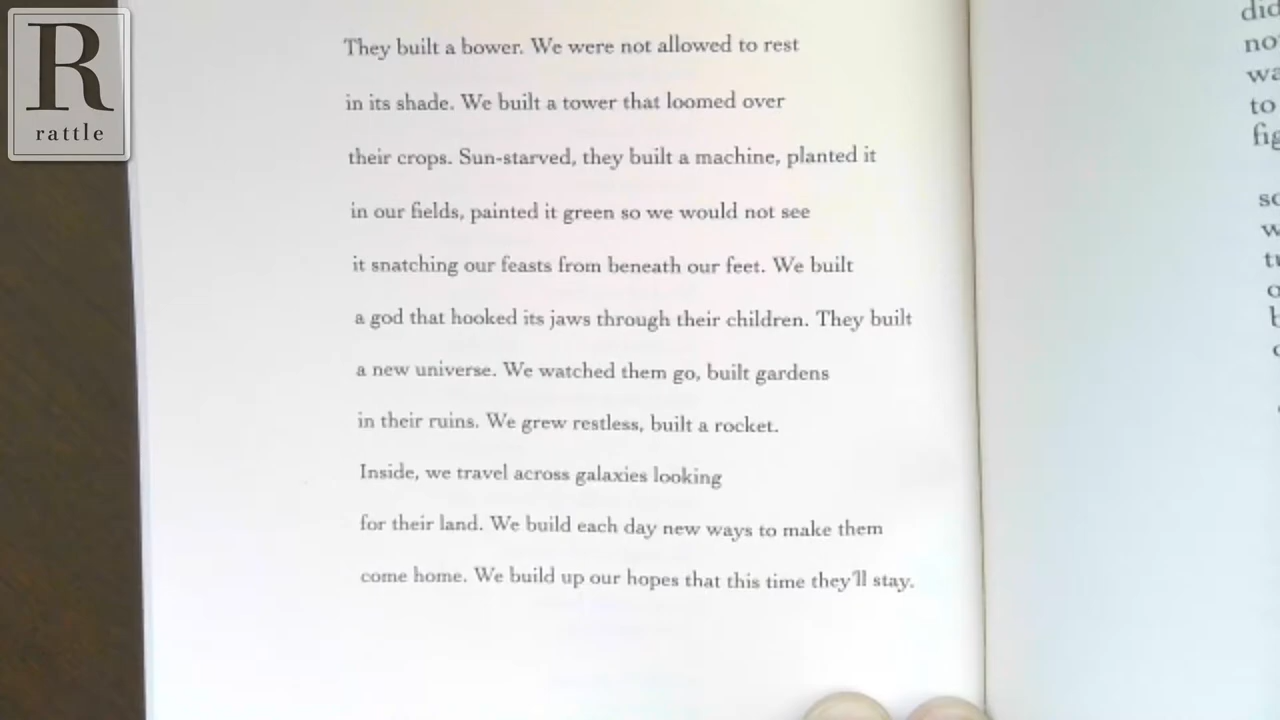 R
rattle
They built a bower. We were not allowed to rest
in its shade. We built a tower that loomed over
their crops. Sun-starved, they built a machine, planted it
in our fields, painted it green so we would not see
it snatching our feasts from beneath our feet. We built
a god that hooked its jaws through their children. They built
a new universe. We watched them go, built gardens
in their ruins. We grew restless, built a rocket.
Inside, we travel across galaxies looking
for their land. We build each day new ways to make them
come home. We build up our hopes that this time they'll stay.
did
to